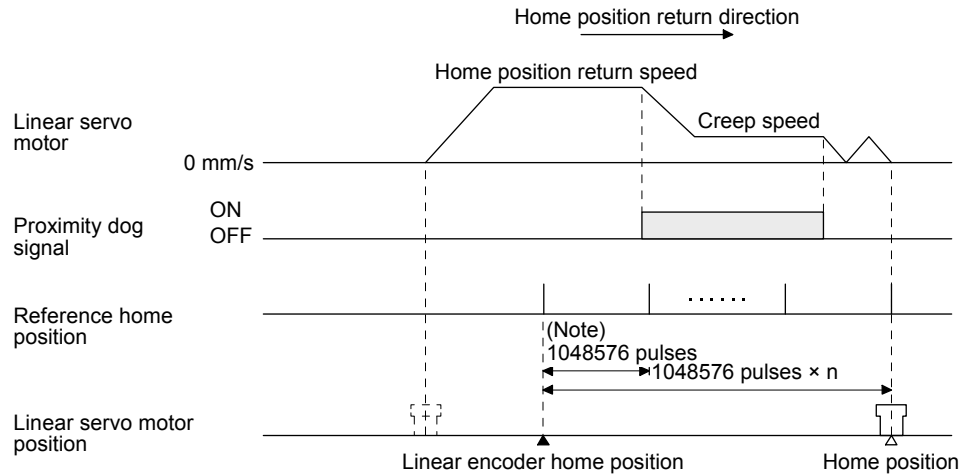 Home position return direction
Home position return speed
Linear servo
motor
Creep speed
0 mm/s
ON
Proximity dog
signal
OFF
Reference home
position
(Note)
1048576 pulses
1048576 pulses × n
Linear servo motor
position
Linear encoder home position
Home position